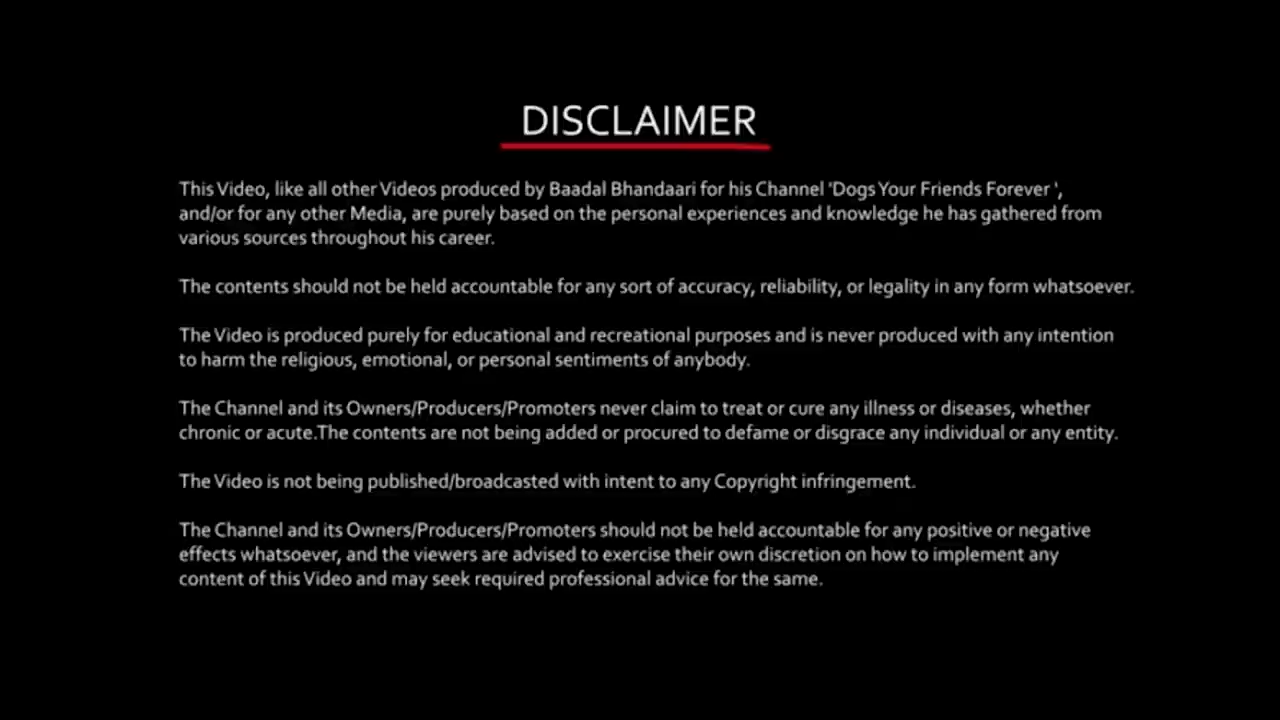 DISCLAIMER
This Video, like all other Videos produced by Baadal Bhandaari for his Channel 'Dogs Your Friends Forever ',
and/or for any other Media, are purely based on the personal experiences and knowledge he has gathered from
various sources throughout his career.
The contents should not be held accountable for any sort of accuracy, reliability, or legality in any form whatsoever.
The Video is produced purely for educational and recreational purposes and is never produced with any intention
to harm the religious, emotional, or personal sentiments of anybody.
The Channel and its Owners/Producers/Promoters never claim to treat or cure any illness or diseases, whether
chronic or acute.The contents are not being added or procured to defame or disgrace any individual or any entity.
The Video is not being published/broadcasted with intent to any Copyright infringement.
The Channel and its Owners/Producers/Promoters should not be held accountable for any positive or negative
effects whatsoever, and the viewers are advised to exercise their own discretion on how to implement any
content of this Video and may seek required professional advice for the same.